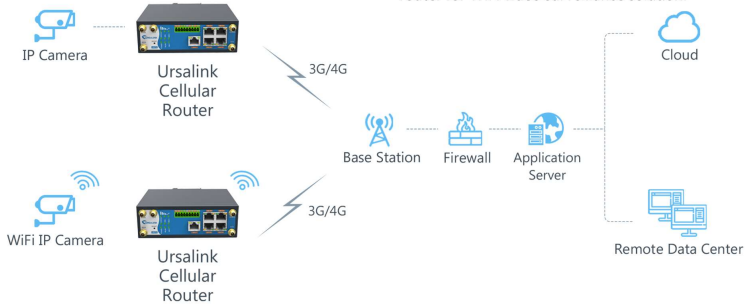 IP Camera
Ursalink
Cellular
Router
3G/4G
Cloud
Base Station
Firewall
Application
Server
WiFi IP Camera
Ursalink
Cellular
Router
3G/4G
Remote Data Center